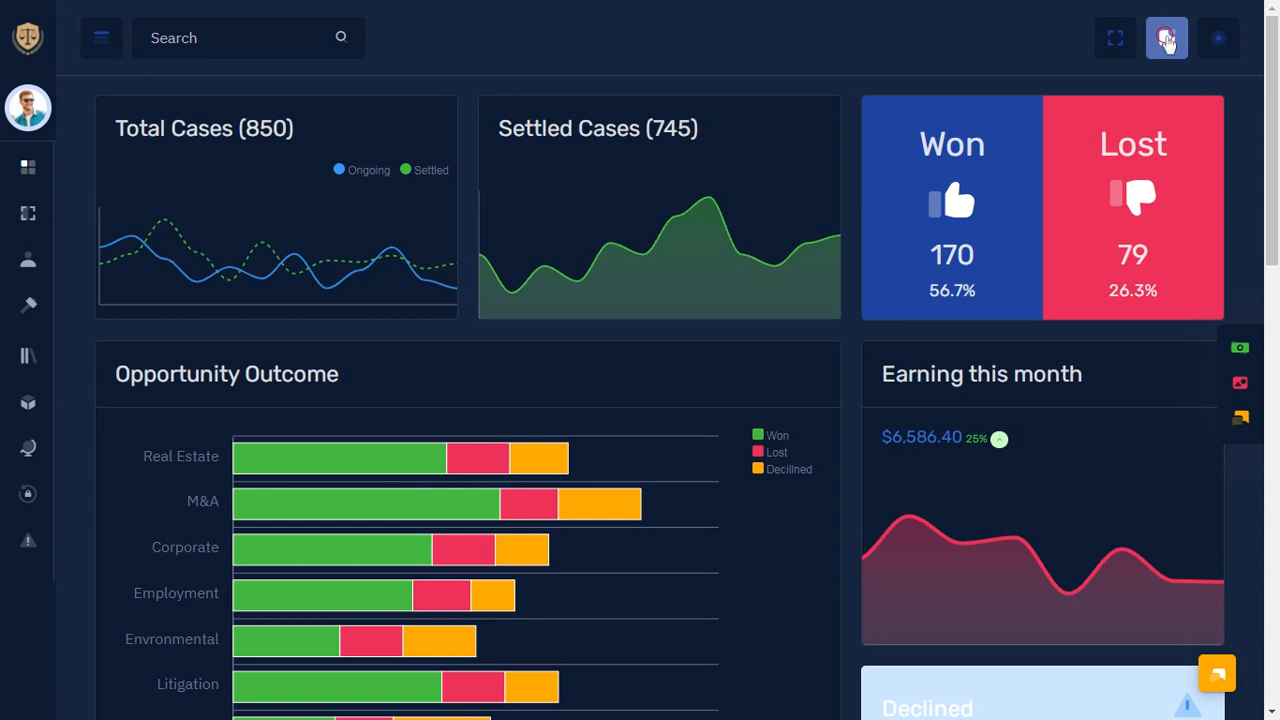 Search
Total Cases (850)
Ongoing
Settled
Settled Cases (745)
Won
170
56.7%
Lost
79
26.3%
Opportunity Outcome
Won
Lost
Decilined
Real Estate
M&A
Corporate
Employment
Envronmental
Litigation
Earning this month
$6,586.40 25%
Declined